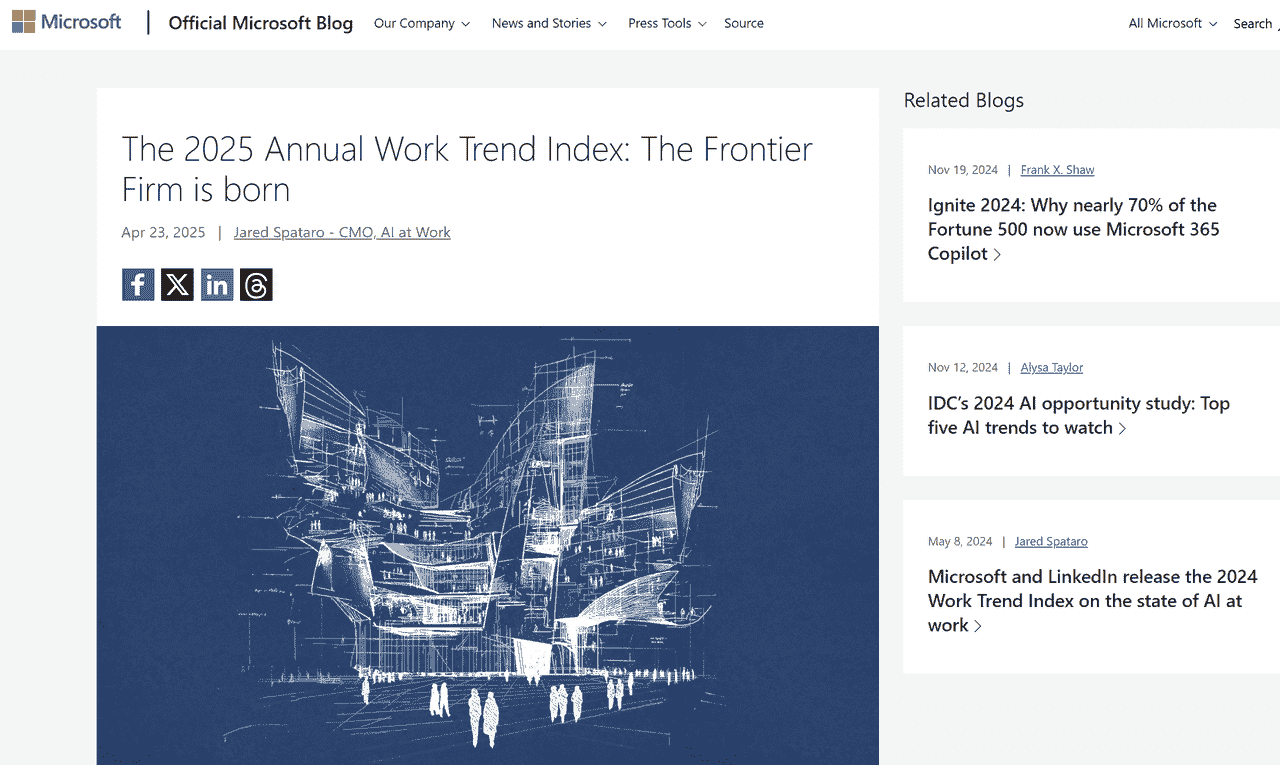 Microsoft | Official Microsoft Blog Our Company News and Stories Press Tools Source All Microsoft Search
The 2025 Annual Work Trend Index: The Frontier
Firm is born
Apr 23, 2025 | Jared Spataro - CMO, AI at Work
Related Blogs
Nov 19, 2024 | Frank X. Shaw
Ignite 2024: Why nearly 70% of the
Fortune 500 now use Microsoft 365
Copilot
Nov 12, 2024 | Alysa Taylor
IDC’s 2024 AI opportunity study: Top
five AI trends to watch
May 8, 2024 | Jared Spataro
Microsoft and LinkedIn release the 2024
Work Trend Index on the state of AI at
work